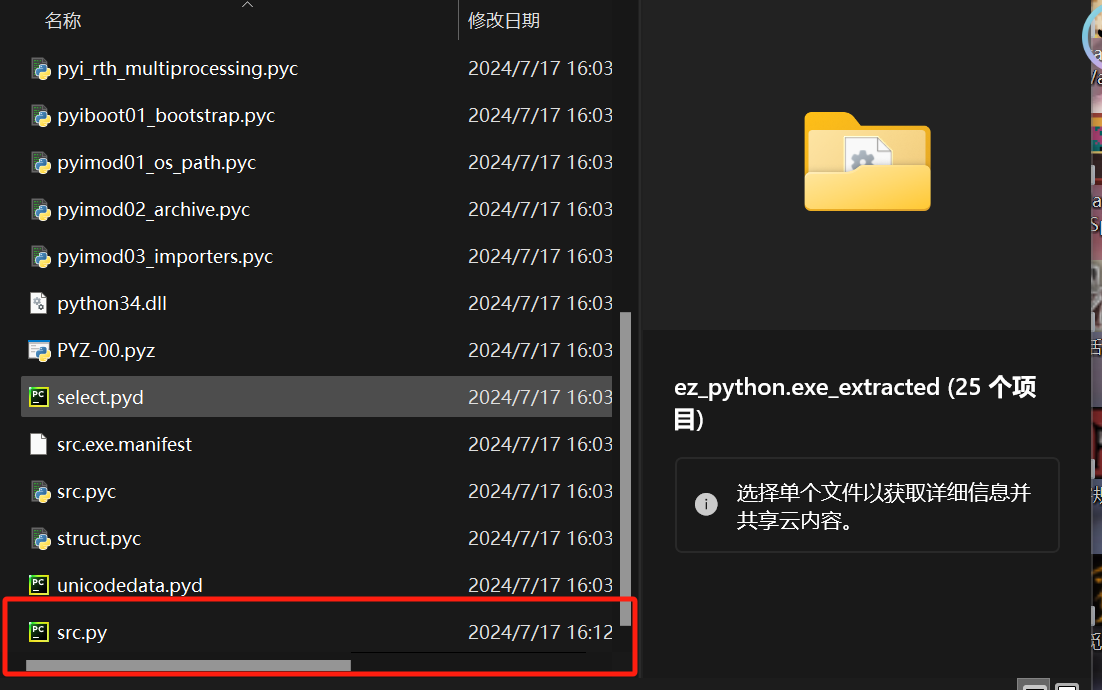 名称 修改日期
pyi_rth_multiprocessing.pyc 2024/7/17 16:03
pyiboot01_bootstrap.pyc 2024/7/17 16:03
pyimod01_os_path.pyc 2024/7/17 16:03
pyimod02_archive.pyc 2024/7/17 16:03
pyimod03_importers.pyc 2024/7/17 16:03
python34.dll 2024/7/17 16:03
PYZ-00.pyz 2024/7/17 16:03
select.pyd 2024/7/17 16:03
src.exe.manifest 2024/7/17 16:03
src.pyc 2024/7/17 16:03
struct.pyc 2024/7/17 16:03
unicodedata.pyd 2024/7/17 16:03
src.py 2024/7/17 16:12
ez_python.exe_extracted (25 个项
目)
选择单个文件以获取详细信息并
共享云内容。